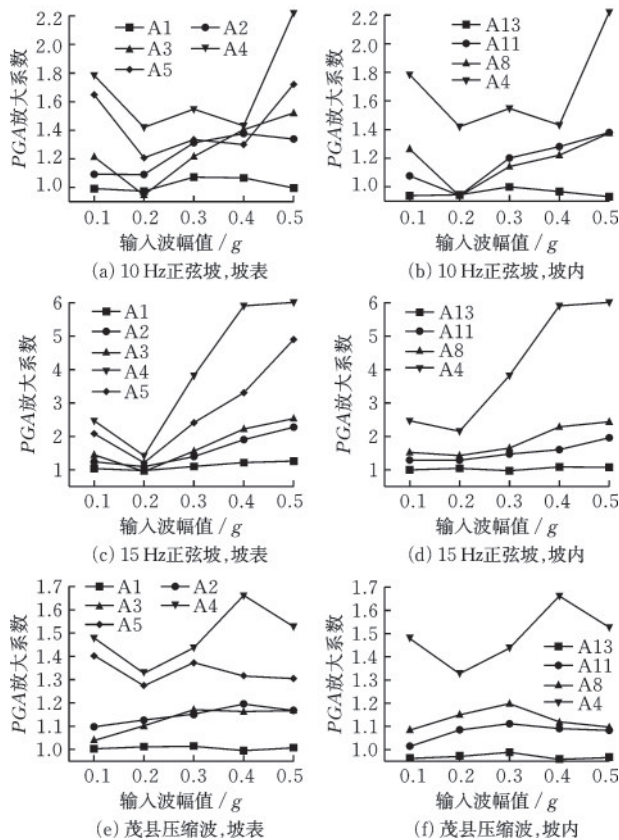 2.2
2.0
1.8
1.6
1.4
1.2
1.0
PGA放大系数
A1 A2
A3 A4
A5
0.1 0.2 0.3 0.4 0.5
输入波幅值 / g
(a) 10 Hz正弦坡,坡表
2.2
2.0
1.8
1.6
1.4
1.2
1.0
PGA放大系数
A13
A11
A8
A4
0.1 0.2 0.3 0.4 0.5
输入波幅值 / g
(b) 10 Hz正弦坡,坡内
6
5
4
3
2
1
PGA放大系数
A1
A2
A3
A4
A5
0.1 0.2 0.3 0.4 0.5
输入波幅值 / g
(c) 15 Hz正弦坡,坡表
6
5
4
3
2
1
PGA放大系数
A13
A11
A8
A4
0.1 0.2 0.3 0.4 0.5
输入波幅值 / g
(d) 15 Hz正弦坡,坡内
1.7
1.6
1.5
1.4
1.3
1.2
1.1
1.0
PGA放大系数
A1 A2
A3 A4
A5
0.1 0.2 0.3 0.4 0.5
输入波幅值 / g
(e) 茂县压缩波,坡表
1.7
1.6
1.5
1.4
1.3
1.2
1.1
1.0
PGA放大系数
A13
A11
A8
A4
0.1 0.2 0.3 0.4 0.5
输入波幅值 / g
(f) 茂县压缩波,坡内